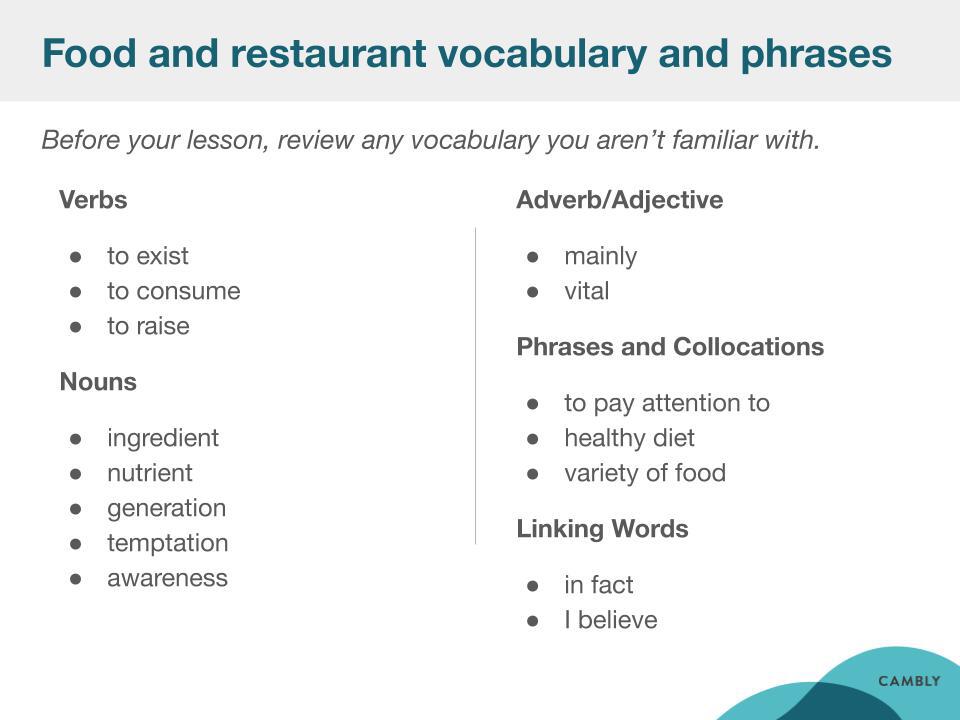 Food and restaurant vocabulary and phrases
Before your lesson, review any vocabulary you aren’t familiar with.
Verbs
● to exist
● to consume
● to raise
Nouns
● ingredient
● nutrient
● generation
● temptation
● awareness
Adverb/Adjective
● mainly
● vital
Phrases and Collocations
● to pay attention to
● healthy diet
● variety of food
Linking Words
● in fact
● I believe
CAMBLY